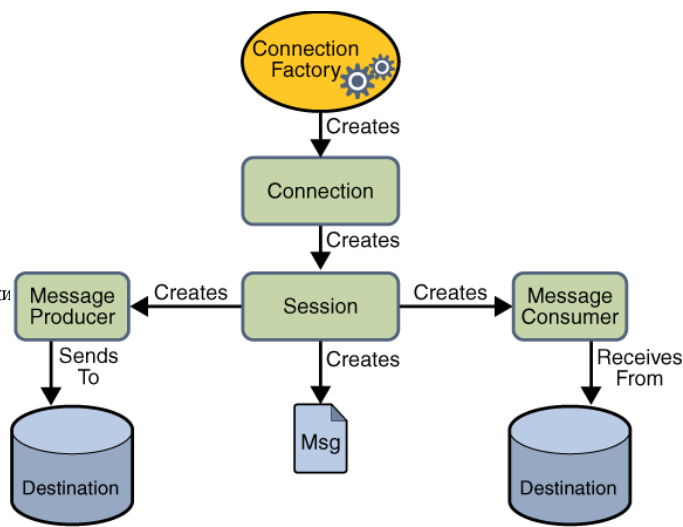 Connection
Factory
Creates
Connection
Creates
Message
Producer
Creates
Session
Creates
Message
Consumer
Sends
To
Creates
Receives
From
Msg
Destination
Destination